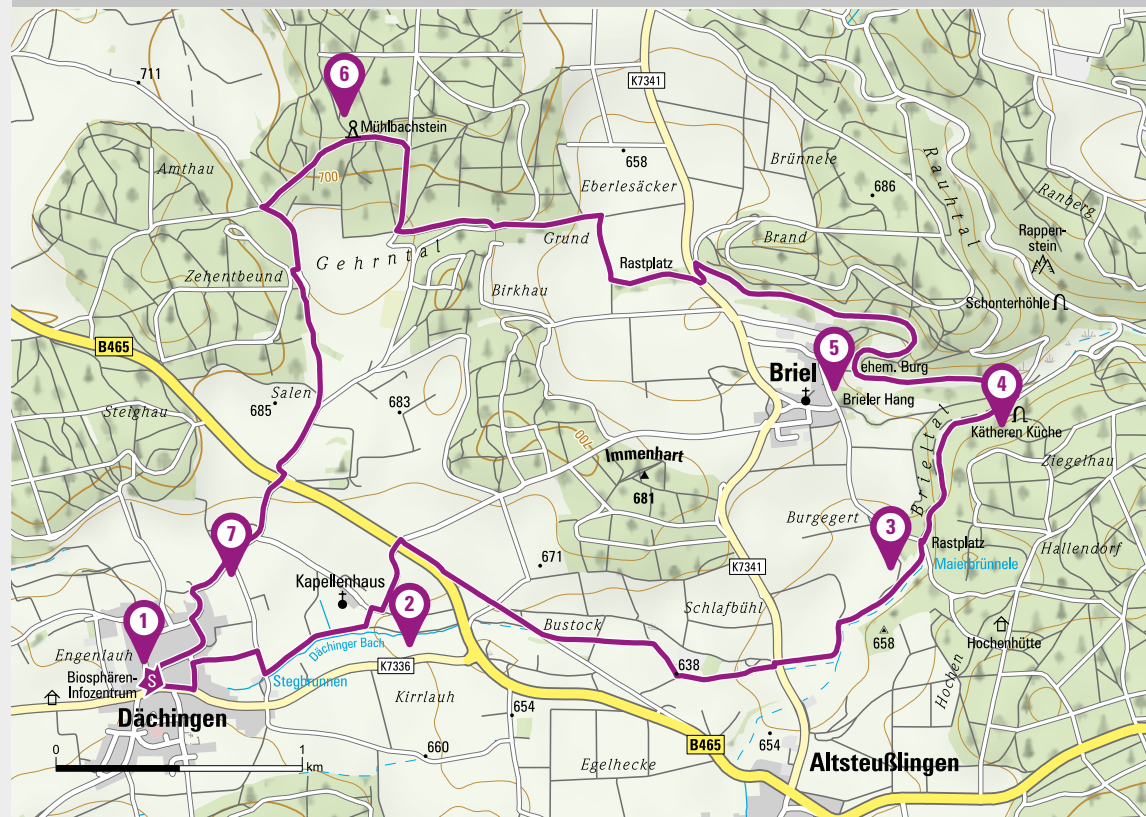 711
6
Mühlbachstein
K7341
658
Brünnele
Rauhtal
Amthau
700
Eberlesäcker
686
Ranberg
Rappen-
stein
Brand
Grund
Gehrntal
Rastplatz
Zehentbeund
Birkhau
Schonterhöhle
B465
5
Briel
ehem. Burg
Brieler Hang
4
Kätheren Küche
Steighau
Salen
685
683
700
Immenhart
681
Ziegelhau
Brieltal
Burgegert
3
Rastplatz
Maierbrünnele
Hallendorf
7
671
K7341
Kapellenhaus
2
Schlafbühl
1
Bustock
658
Hochenhütte
Engenlauh
Dächinger Bach
Biosphären-
Infozentrum
S
K7336
638
Stegbrunnen
Kirrlauh
Hochen
Dächingen
654
B465
654
660
Egelhecke
Altsteußlingen
0
1
km